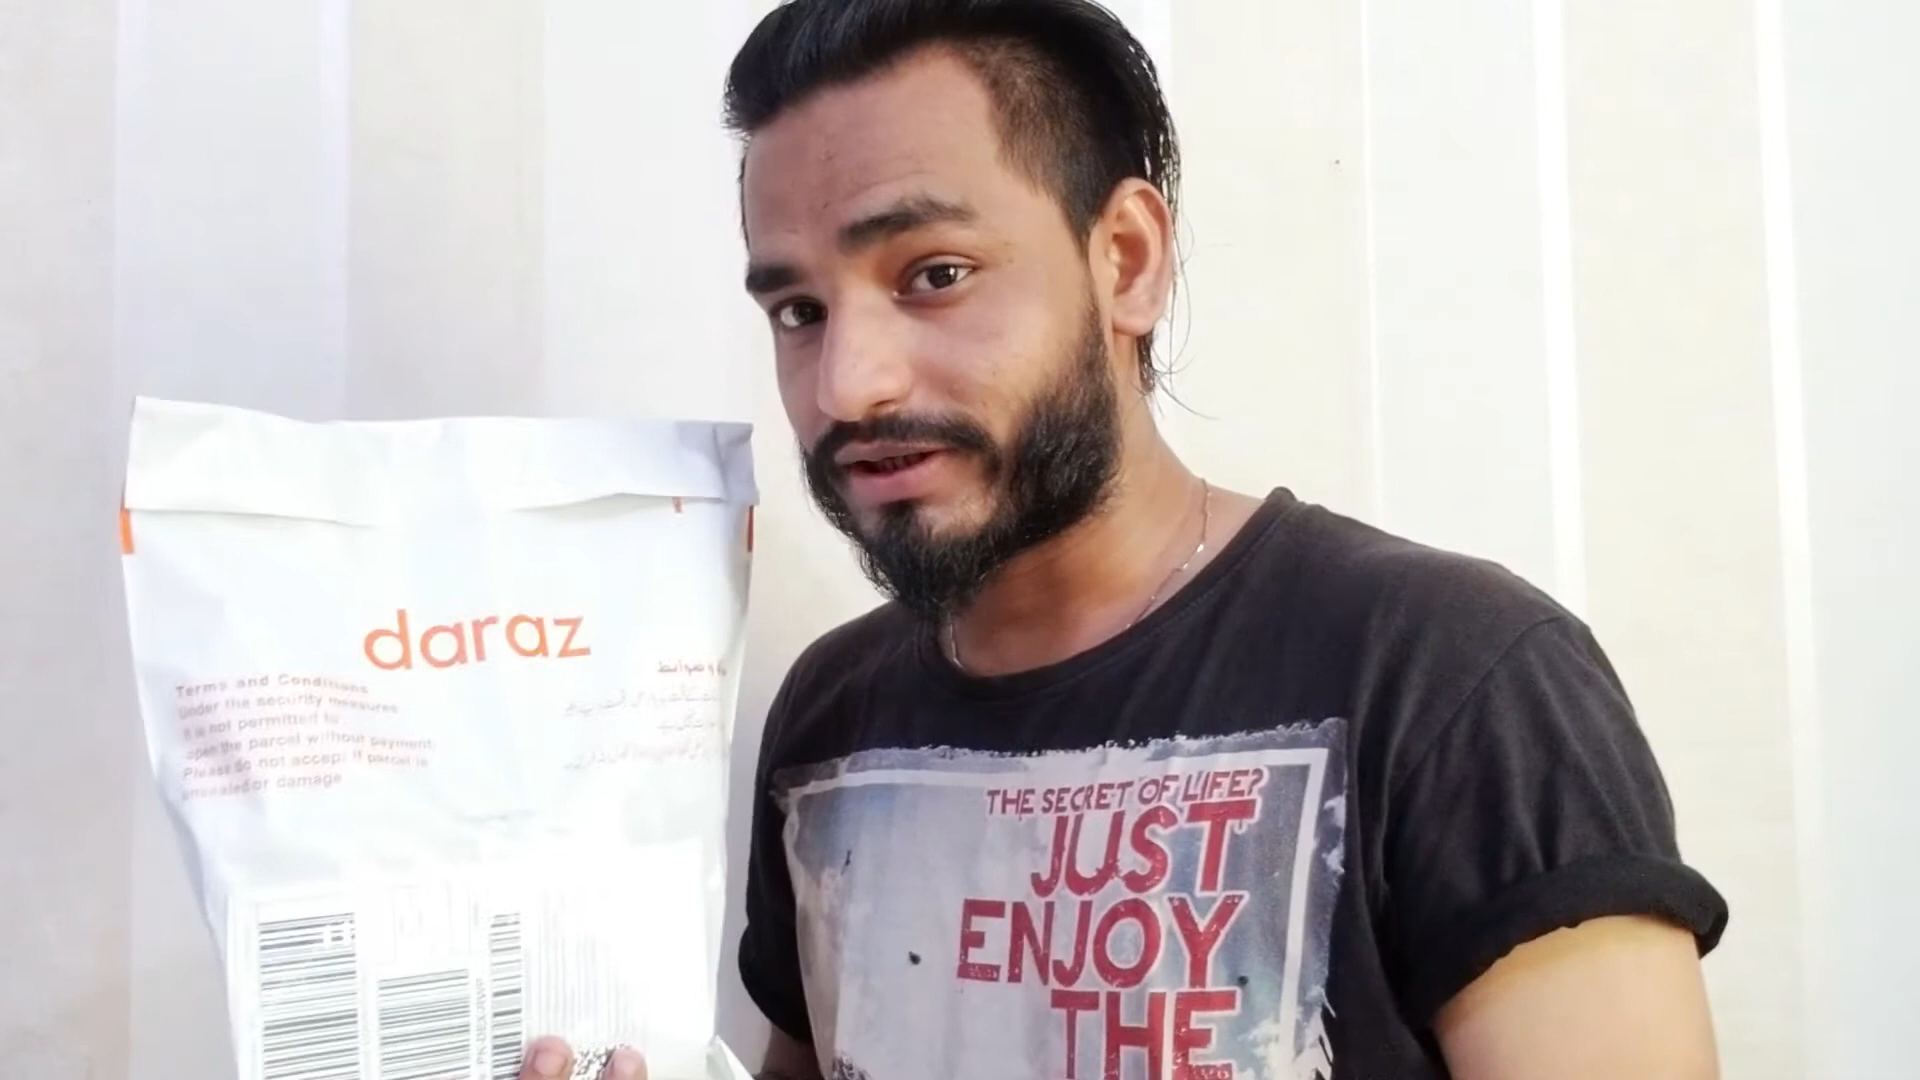 daraz
Terms and Conditions
Under the security measures
it is not permitted to
open the parcel without payment
Please do not accept if parcel is
unsealed or damage
و ضوابط
THE SECRET OF LIFE?
JUST
ENJOY
THE